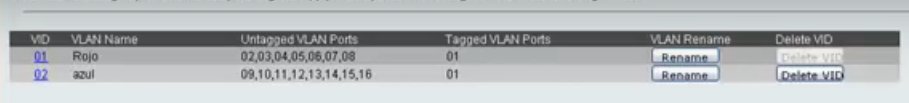 VID VLAN Name Untagged VLAN Ports Tagged VLAN Ports VLAN Rename Delete VID
01 Rojo 02,03,04,05,06,07,08 01 Rename Delete VID
02 azul 09,10,11,12,13,14,15,16 01 Rename Delete VID